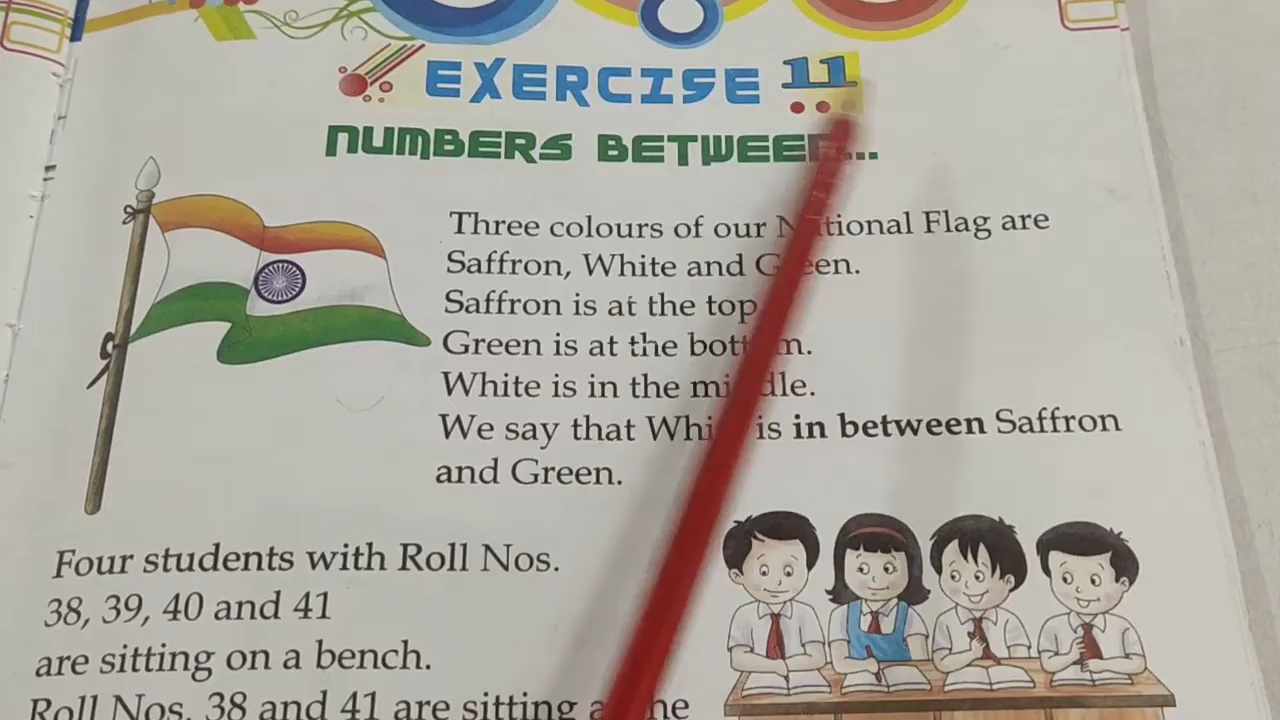 EXERCISE 11
NUMBERS BETWEEN...
Three colours of our National Flag are
Saffron, White and Green.
Saffron is at the top
Green is at the bottom.
White is in the middle.
We say that White is in between Saffron
and Green.
Four students with Roll Nos.
38, 39, 40 and 41
are sitting on a bench.
Roll Nos. 38 and 41 are sitting